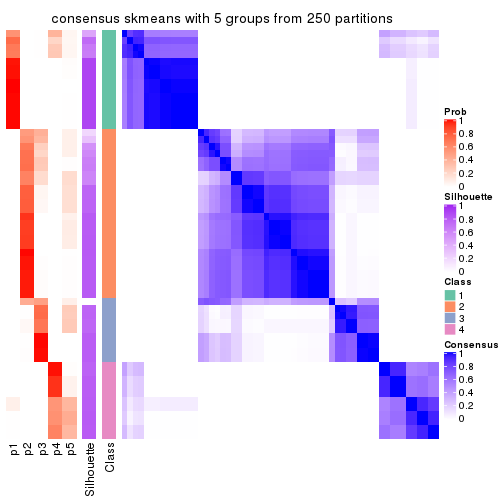 consensus skmeans with 5 groups from 250 partitions
Prob
1
0.8
0.6
0.4
0.2
0
Silhouette
1
0.8
0.6
0.4
0.2
0
Class
1
2
3
4
Consensus
1
0.8
0.6
0.4
0.2
0
p1
p2
p3
p4
p5
Silhouette
Class